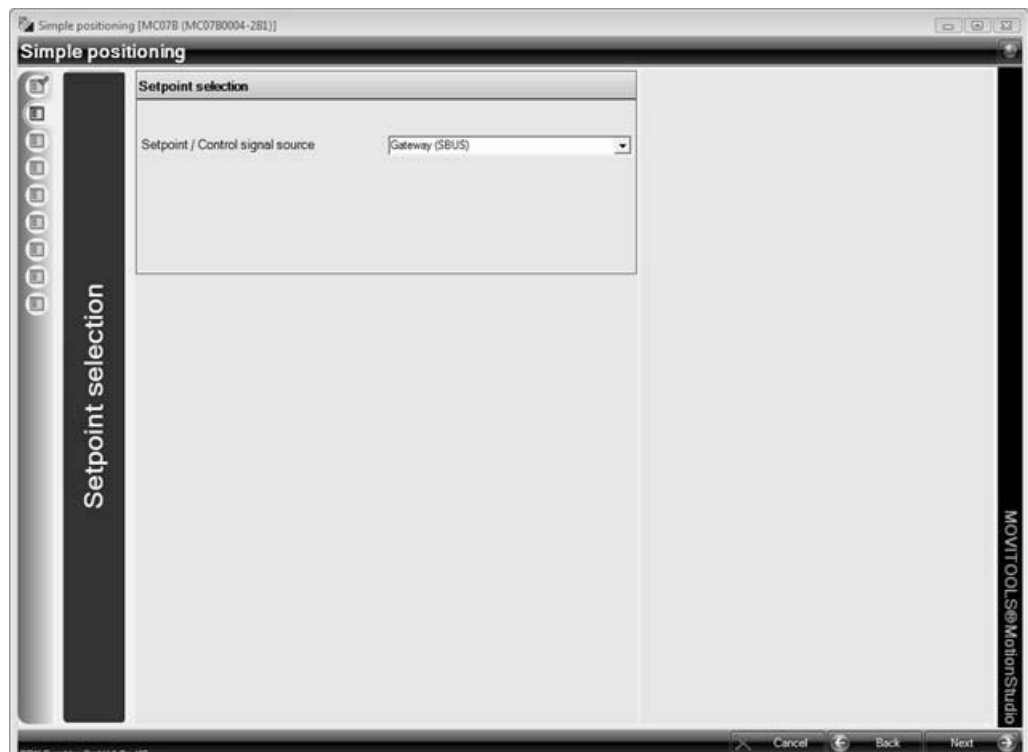 Simple positioning [MC07B (MC07B0004-2B1)]
Simple positioning
Setpoint selection
Setpoint / Control signal source
Gateway (SBUS)
Setpoint selection
MOVITOOLS®MotionStudio
Cancel
Back
Next